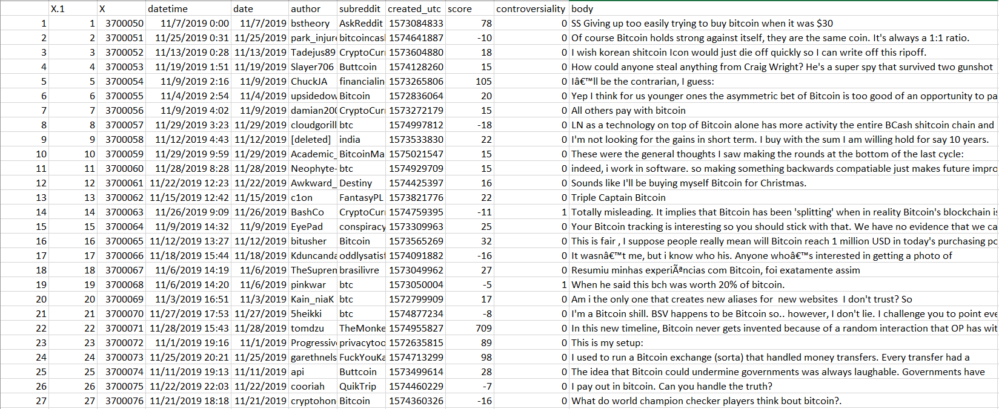 X.1 X datetime date author subreddit created_utc score controversiality body
1 1 3700050 11/7/2019 0:00 11/7/2019 bstheory AskReddit 1573084833 78 0 SS Giving up too easily trying to buy bitcoin when it was $30
2 2 3700051 11/25/2019 0:31 11/25/2019 park_injure bitcoincas 1574641887 -10 0 Of course Bitcoin holds strong against itself, they are the same coin. It's always a 1:1 ratio.
3 3 3700052 11/13/2019 0:28 11/13/2019 Tadejus89 CryptoCur 1573604880 18 0 I wish korean shitcoin Icon would just die off quickly so I can write off this ripoff.
4 4 3700053 11/19/2019 1:51 11/19/2019 Slayer706 Buttcoin 1574128260 15 0 How could anyone steal anything from Craig Wright? He's a super spy that survived two gunshot
5 5 3700054 11/9/2019 2:16 11/9/2019 ChuckJA financialin 1573265806 105 0 Iâ€™ll be the contrarian, I guess:
6 6 3700055 11/4/2019 2:54 11/4/2019 upsidedow Bitcoin 1572836064 20 0 Yep I think for us younger ones the asymmetric bet of Bitcoin is too good of an opportunity to pa
7 7 3700056 11/9/2019 4:02 11/9/2019 damian200 CryptoCur 1573272179 15 0 All others pay with bitcoin
8 8 3700057 11/29/2019 3:23 11/29/2019 cloudgorill btc 1574997812 -18 0 LN as a technology on top of Bitcoin alone has more activity the entire BCash shitcoin chain and
9 9 3700058 11/12/2019 4:43 11/12/2019 [deleted] india 1573533830 22 0 I'm not looking for the gains in short term. I buy with the sum I am willing hold for say 10 years.
10 10 3700059 11/29/2019 9:59 11/29/2019 Academic_ BitcoinMa 1575021547 15 0 These were the general thoughts I saw making the rounds at the bottom of the last cycle:
11 11 3700060 11/28/2019 8:28 11/28/2019 Neophyte- btc 1574929709 15 0 indeed, i work in software. so making something backwards compatiable just makes future impro
12 12 3700061 11/22/2019 12:23 11/22/2019 Awkward_ Destiny 1574425397 16 0 Sounds like I'll be buying myself Bitcoin for Christmas.
13 13 3700062 11/15/2019 12:42 11/15/2019 c1on FantasyPL 1573821776 22 0 Triple Captain Bitcoin
14 14 3700063 11/26/2019 9:09 11/26/2019 BashCo CryptoCur 1574759395 -11 1 Totally misleading. It implies that Bitcoin has been 'splitting' when in reality Bitcoin's blockchain is
15 15 3700064 11/9/2019 14:32 11/9/2019 EyePad conspiracy 1573309963 25 0 Your Bitcoin tracking is interesting so you should stick with that. We have no evidence that we ca
16 16 3700065 11/12/2019 13:27 11/12/2019 bitusher Bitcoin 1573565269 32 0 This is fair , I suppose people really mean will Bitcoin reach 1 million USD in today's purchasing po
17 17 3700066 11/18/2019 15:44 11/18/2019 Kduncanda oddlysatisf 1574091882 -16 0 It wasnâ€™t me, but i know who his. Anyone whoâ€™s interested in getting a photo of
18 18 3700067 11/6/2019 14:19 11/6/2019 TheSupren brasilivre 1573049962 27 0 Resumiu minhas experiÃªncias com Bitcoin, foi exatamente assim
19 19 3700068 11/6/2019 14:20 11/6/2019 pinkwar btc 1573050004 -5 1 When he said this bch was worth 20% of bitcoin.
20 20 3700069 11/3/2019 16:51 11/3/2019 Kain_niaK btc 1572799909 17 0 Am i the only one that creates new aliases for  new websites  I don't trust? So
21 21 3700070 11/27/2019 17:53 11/27/2019 5heikki btc 1574877234 -8 0 I'm a Bitcoin shill. BSV happens to be Bitcoin so.. however, I don't lie. I challenge you to point eve
22 22 3700071 11/28/2019 15:43 11/28/2019 tomdzu TheMonke 1574955827 709 0 In this new timeline, Bitcoin never gets invented because of a random interaction that OP has wit
23 23 3700072 11/1/2019 19:16 11/1/2019 Progressiv privacytoo 1572635815 89 0 This is my setup:
24 24 3700073 11/25/2019 20:21 11/25/2019 garethnels FuckYouKa 1574713299 98 0 I used to run a Bitcoin exchange (sorta) that handled money transfers. Every transfer had a
25 25 3700074 11/11/2019 19:13 11/11/2019 api Buttcoin 1573499614 28 0 The idea that Bitcoin could undermine governments was always laughable. Governments have
26 26 3700075 11/22/2019 22:03 11/22/2019 cooriah QuikTrip 1574460229 -7 0 I pay out in bitcoin. Can you handle the truth?
27 27 3700076 11/21/2019 18:18 11/21/2019 cryptohon Bitcoin 1574360326 -16 0 What do world champion checker players think bout bitcoin?.